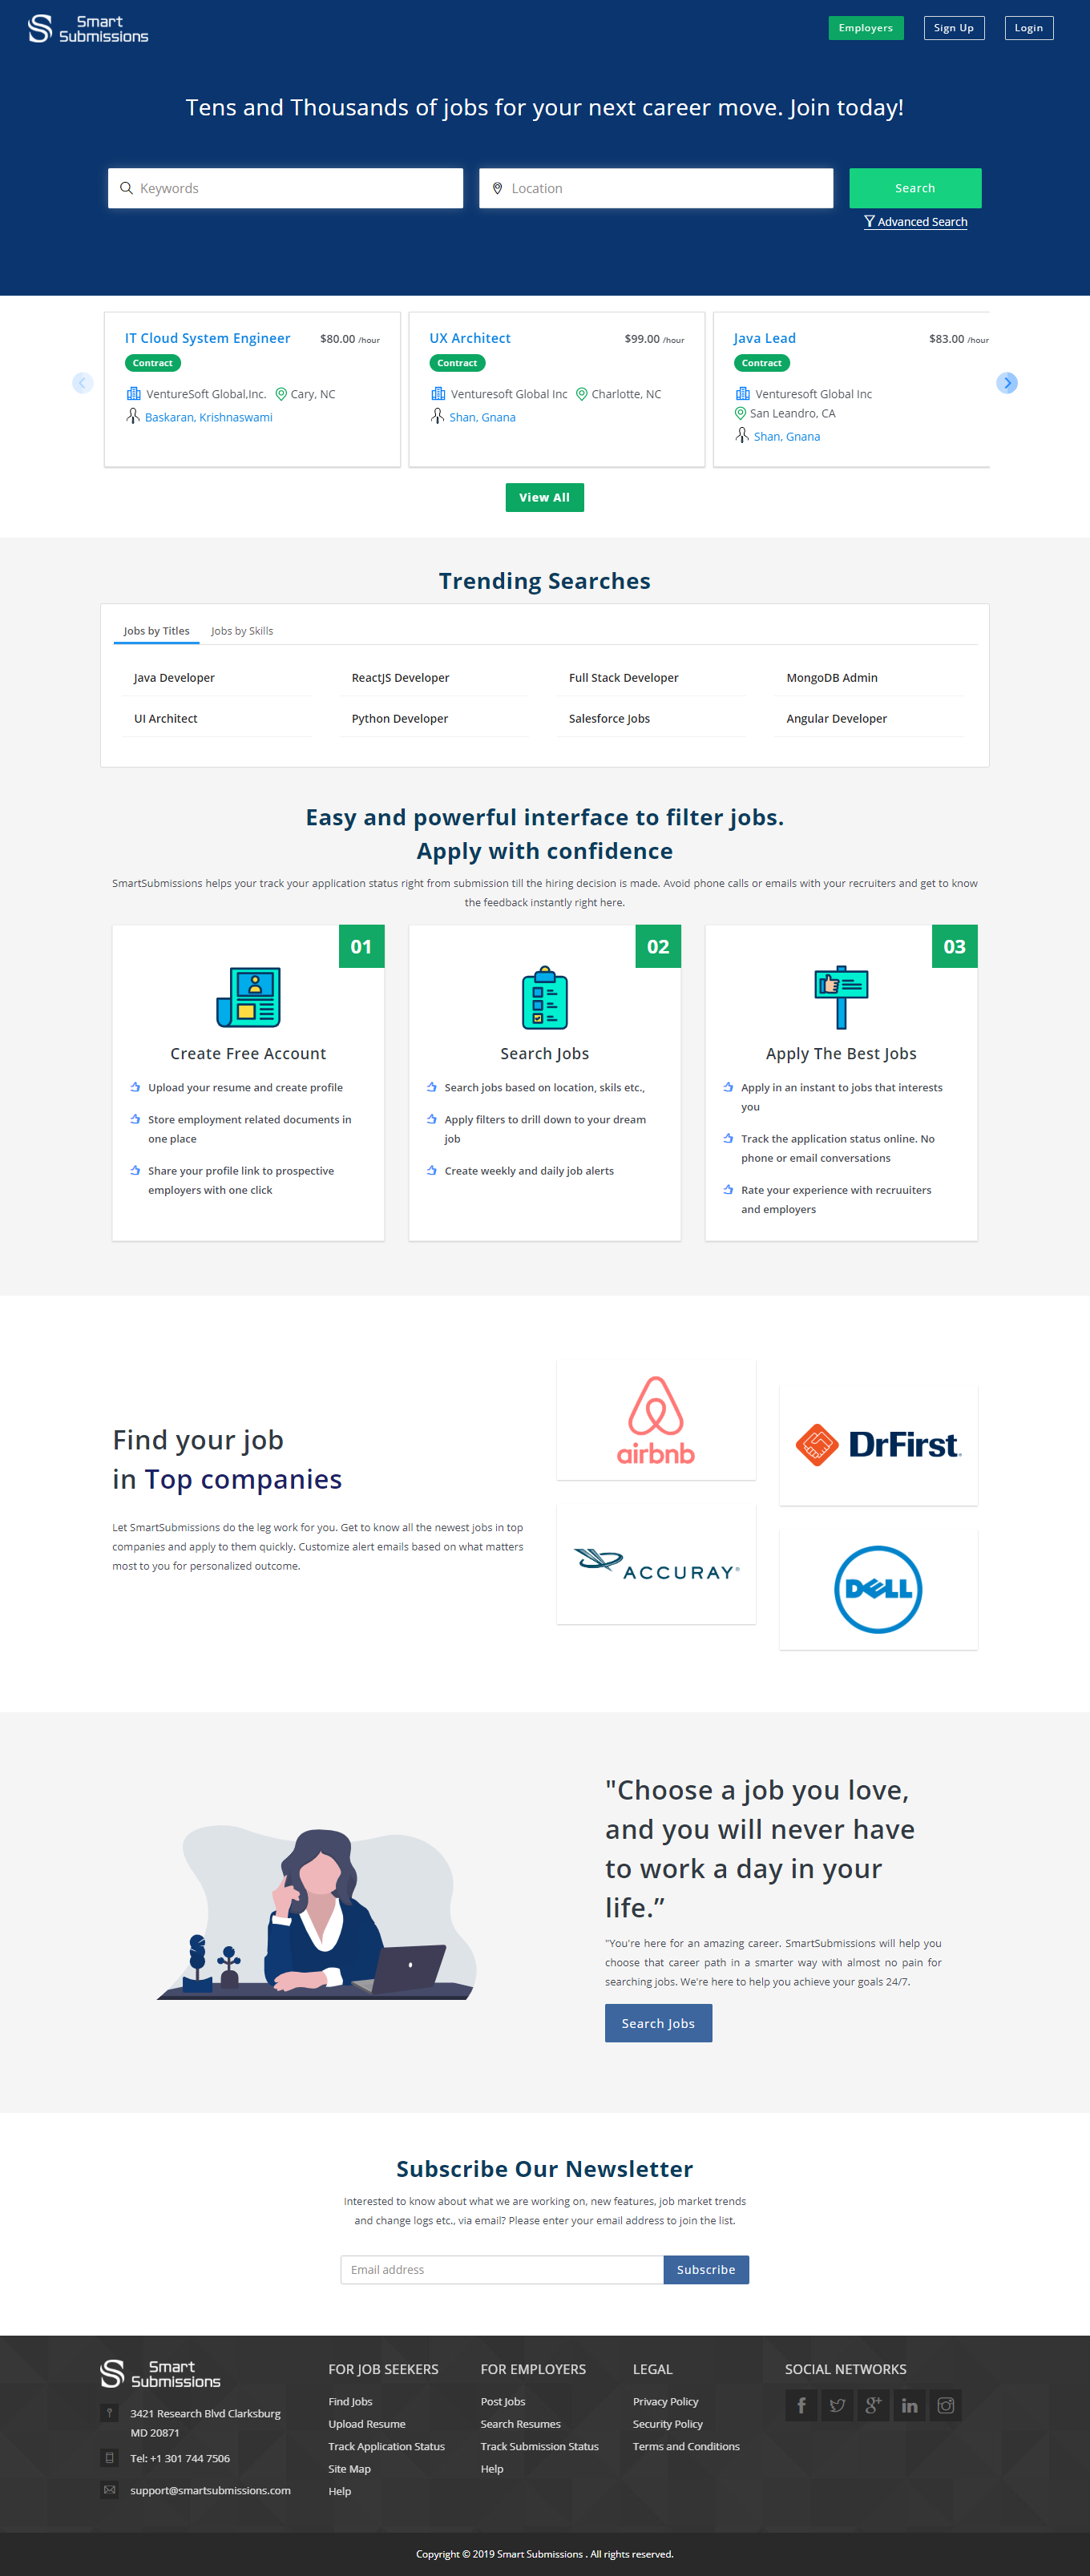 Smart
Submissions
Employers
Sign Up
Login
Tens and Thousands of jobs for your next career move. Join today!
Keywords
Location
Search
Advanced Search
IT Cloud System Engineer
$80.00 /hour
Contract
VentureSoft Global,Inc.
Cary, NC
Baskaran, Krishnaswami
UX Architect
$99.00 /hour
Contract
Venturesoft Global Inc
Charlotte, NC
Shan, Gnana
Java Lead
$83.00 /hour
Contract
Venturesoft Global Inc
San Leandro, CA
Shan, Gnana
View All
Trending Searches
Jobs by Titles
Jobs by Skills
Java Developer
ReactJS Developer
Full Stack Developer
MongoDB Admin
UI Architect
Python Developer
Salesforce Jobs
Angular Developer
Easy and powerful interface to filter jobs.
Apply with confidence
SmartSubmissions helps your track your application status right from submission till the hiring decision is made. Avoid phone calls or emails with your recruiters and get to know
the feedback instantly right here.
01
Create Free Account
Upload your resume and create profile
Store employment related documents in
one place
Share your profile link to prospective
employers with one click
02
Search Jobs
Search jobs based on location, skils etc.,
Apply filters to drill down to your dream
job
Create weekly and daily job alerts
03
Apply The Best Jobs
Apply in an instant to jobs that interests
you
Track the application status online. No
phone or email conversations
Rate your experience with recruuiters
and employers
Find your job
in Top companies
Let SmartSubmissions do the leg work for you. Get to know all the newest jobs in top
companies and apply to them quickly. Customize alert emails based on what matters
most to you for personalized outcome.
airbnb
DrFirst
ACCURAY
DELL
"Choose a job you love,
and you will never have
to work a day in your
life.”
"You're here for an amazing career. SmartSubmissions will help you
choose that career path in a smarter way with almost no pain for
searching jobs. We're here to help you achieve your goals 24/7.
Search Jobs
Subscribe Our Newsletter
Interested to know about what we are working on, new features, job market trends
and change logs etc., via email? Please enter your email address to join the list.
Email address
Subscribe
Smart
Submissions
3421 Research Blvd Clarksburg
MD 20871
Tel: +1 301 744 7506
support@smartsubmissions.com
FOR JOB SEEKERS
Find Jobs
Upload Resume
Track Application Status
Site Map
Help
FOR EMPLOYERS
Post Jobs
Search Resumes
Track Submission Status
Help
LEGAL
Privacy Policy
Security Policy
Terms and Conditions
SOCIAL NETWORKS
Copyright © 2019 Smart Submissions . All rights reserved.